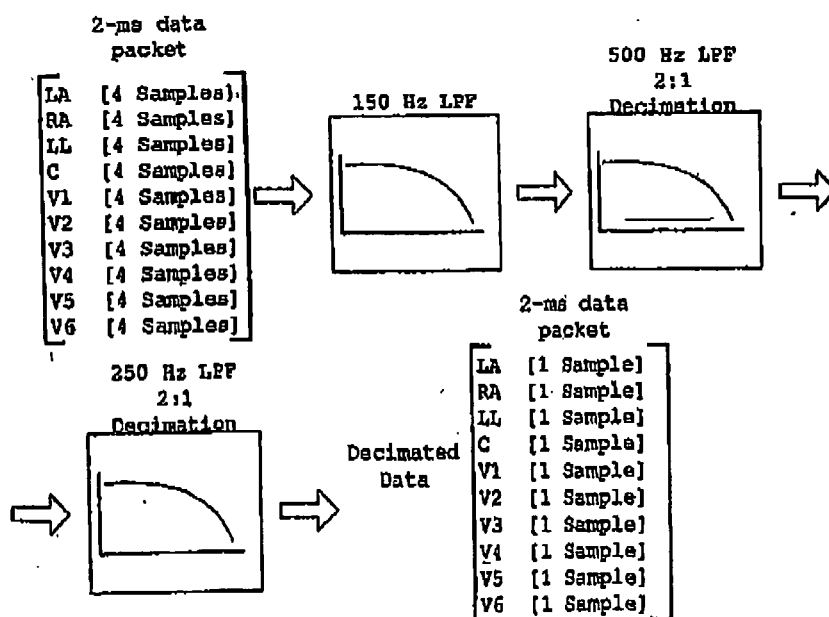 2-ms data
packet
LA [4 Samples]
RA [4 Samples]
LL [4 Samples]
C [4 Samples]
V1 [4 Samples]
V2 [4 Samples]
V3 [4 Samples]
V4 [4 Samples]
V5 [4 Samples]
V6 [4 Samples]
150 Hz LPF
500 Hz LPF
2:1
Decimation
250 Hz LPF
2:1
Decimation
Decimated
Data
2-ms data
packet
LA [1 Sample]
RA [1 Sample]
LL [1 Sample]
C [1 Sample]
V1 [1 Sample]
V2 [1 Sample]
V3 [1 Sample]
V4 [1 Sample]
V5 [1 Sample]
V6 [1 Sample]